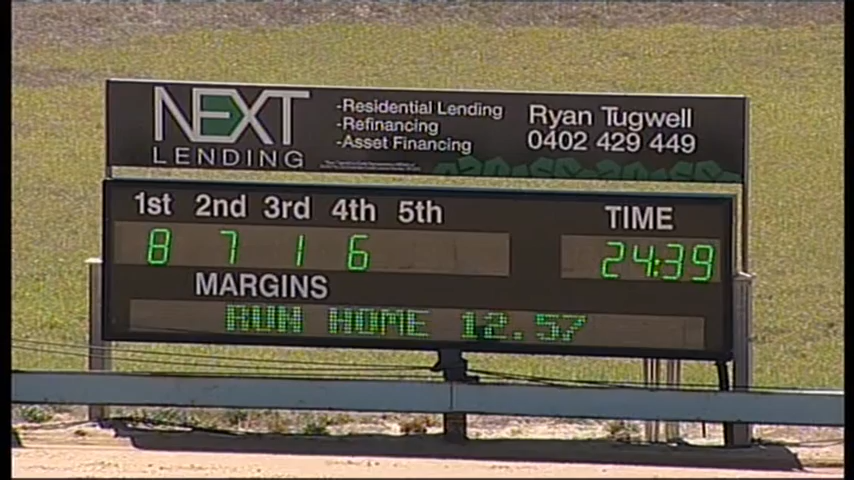 NEXT
LENDING
-Residential Lending
-Refinancing
-Asset Financing
Ryan Tugwell
0402 429 449
1st 2nd 3rd 4th 5th TIME
8 7 1 6 24:39
MARGINS
RUN HOME 12.57